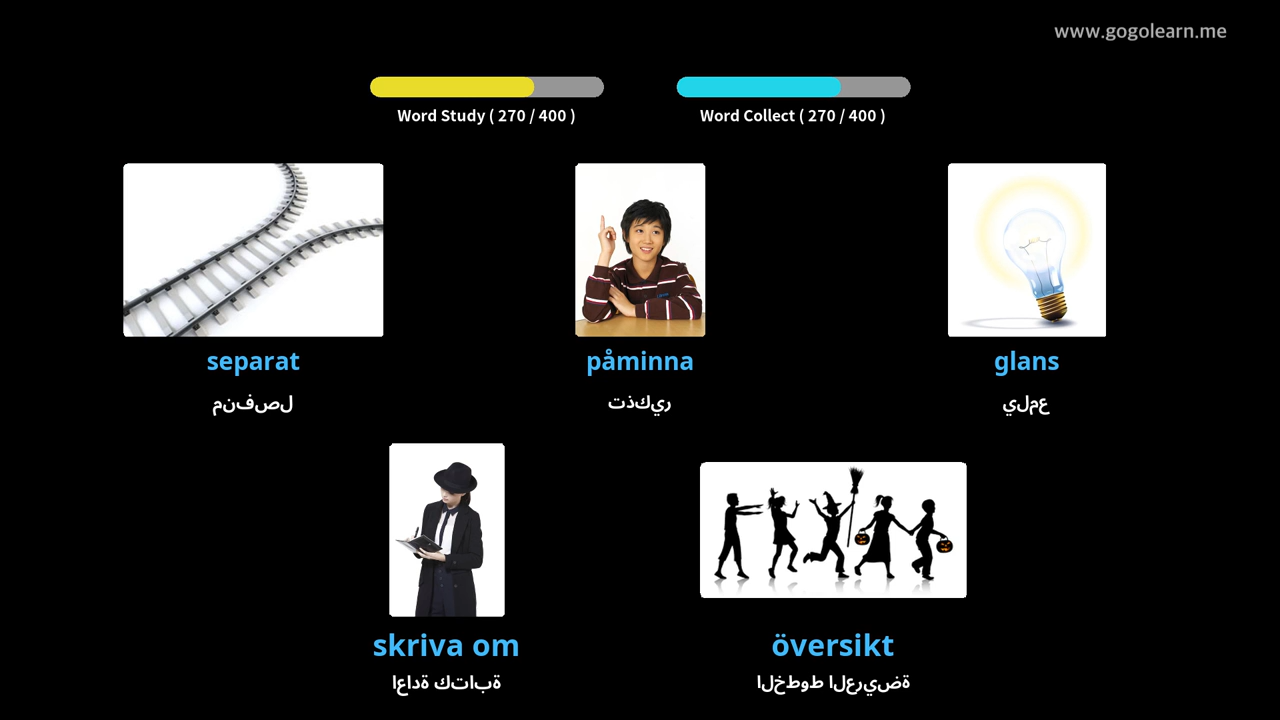 www.gogolearn.me
Word Study ( 270 / 400 )
Word Collect ( 270 / 400 )
separat
påminna
glans
منفصل
تذكير
يلمع
skriva om
översikt
اعادة كتابة
الخطوط العريضة